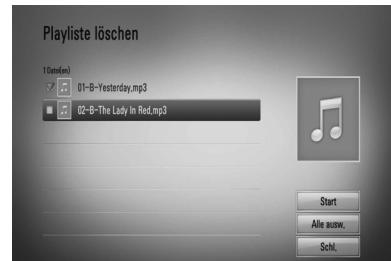 Playliste löschen
1 Datei(en)
01-B-Yesterday.mp3
02-B-The Lady In Red.mp3
Start
Alle ausw.
Schl.